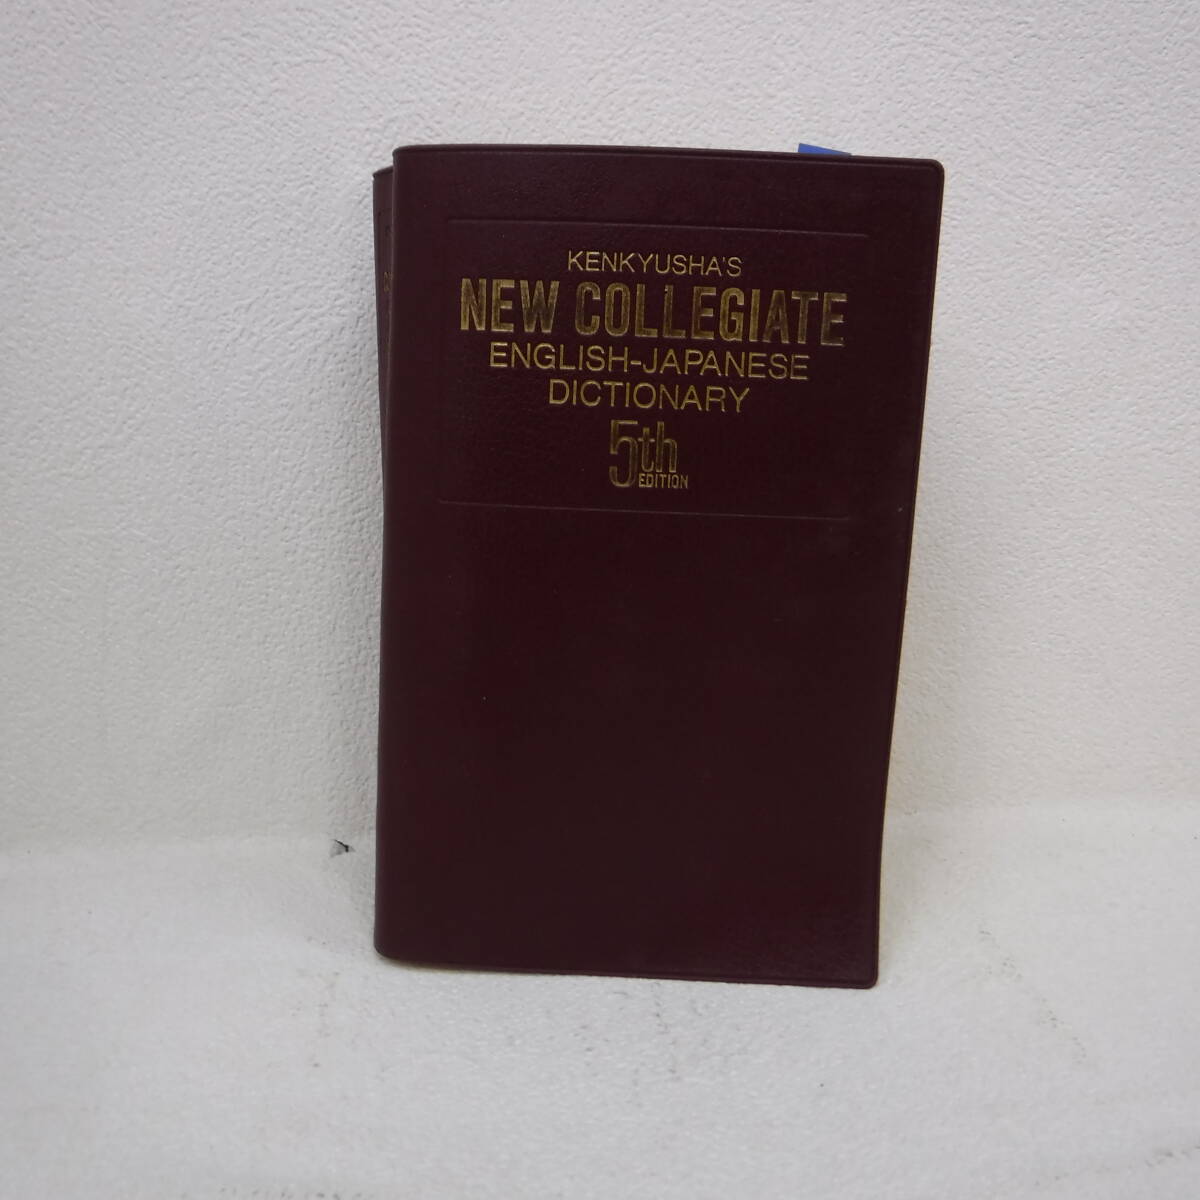 KENKYUSHA'S
NEW COLLEGIATE
ENGLISH-JAPANESE
DICTIONARY
5th
EDITION